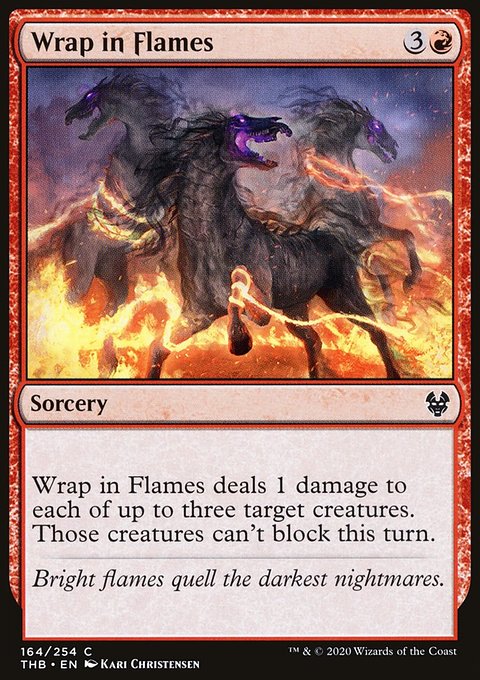 Wrap in Flames 3
Sorcery
Wrap in Flames deals 1 damage to
each of up to three target creatures.
Those creatures can't block this turn.
Bright flames quell the darkest nightmares.
164/254 C
THB • EN Kari Christensen
™ & © 2020 Wizards of the Coast